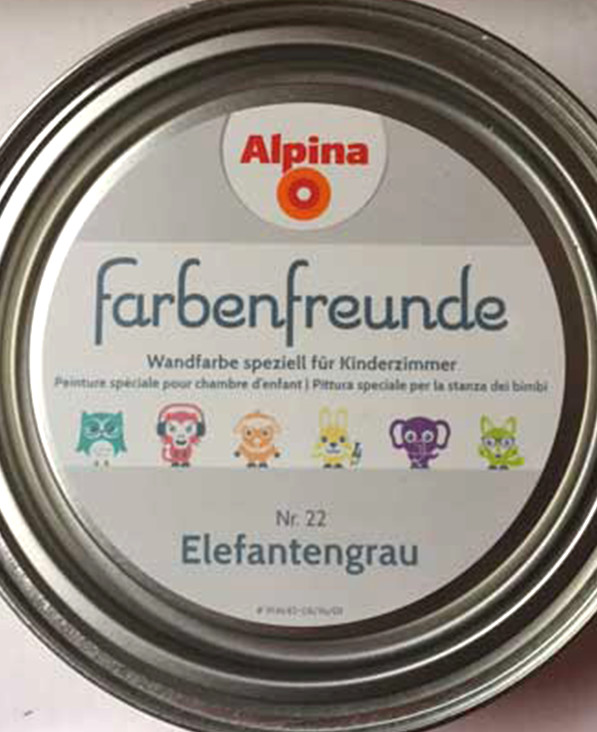 Alpina
farbenfreunde
Wandfarbe speziell für Kinderzimmer
Peinture spéciale pour chambre d'enfant | Pittura speciale per la stanza dei bimbi
Nr. 22
Elefantengrau